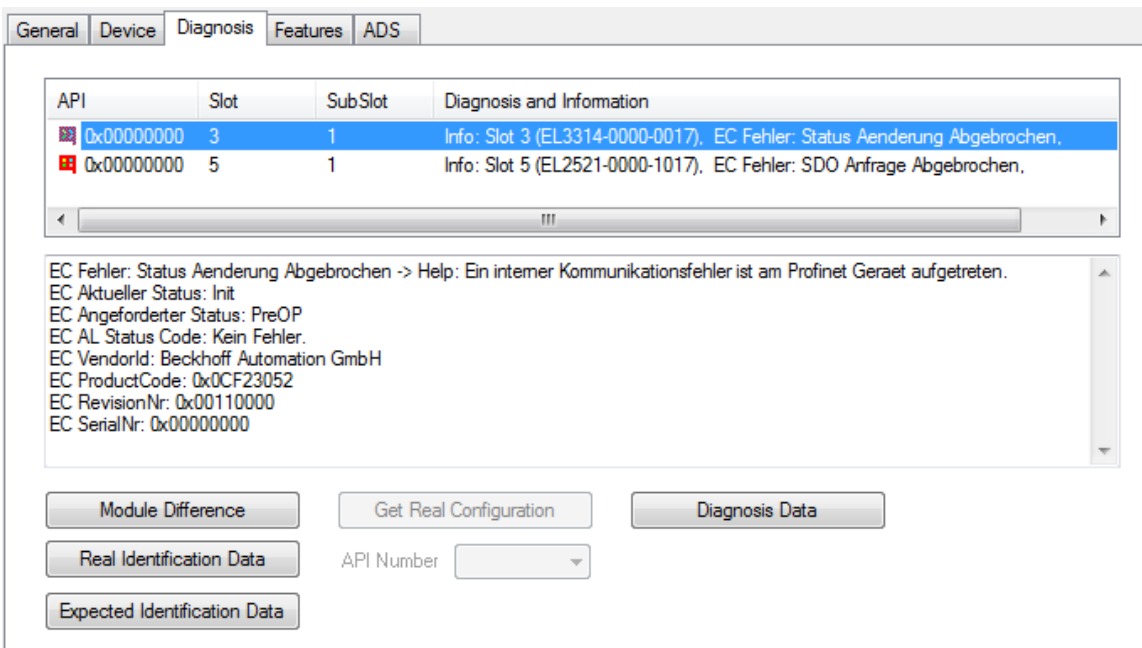 General Device Diagnosis Features ADS
API Slot SubSlot Diagnosis and Information
0x00000000 3 1 Info: Slot 3 (EL3314-0000-0017), EC Fehler: Status Aenderung Abgebrochen,
0x00000000 5 1 Info: Slot 5 (EL2521-0000-1017), EC Fehler: SDO Anfrage Abgebrochen,
EC Fehler: Status Aenderung Abgebrochen -> Help: Ein interner Kommunikationsfehler ist am Profinet Geraet aufgetreten.
EC Aktueller Status: Init
EC Angeforderter Status: PreOP
EC AL Status Code: Kein Fehler.
EC VendorId: Beckhoff Automation GmbH
EC ProductCode: 0x0CF23052
EC RevisionNr: 0x00110000
EC SerialNr: 0x00000000
Module Difference Get Real Configuration Diagnosis Data
Real Identification Data API Number
Expected Identification Data